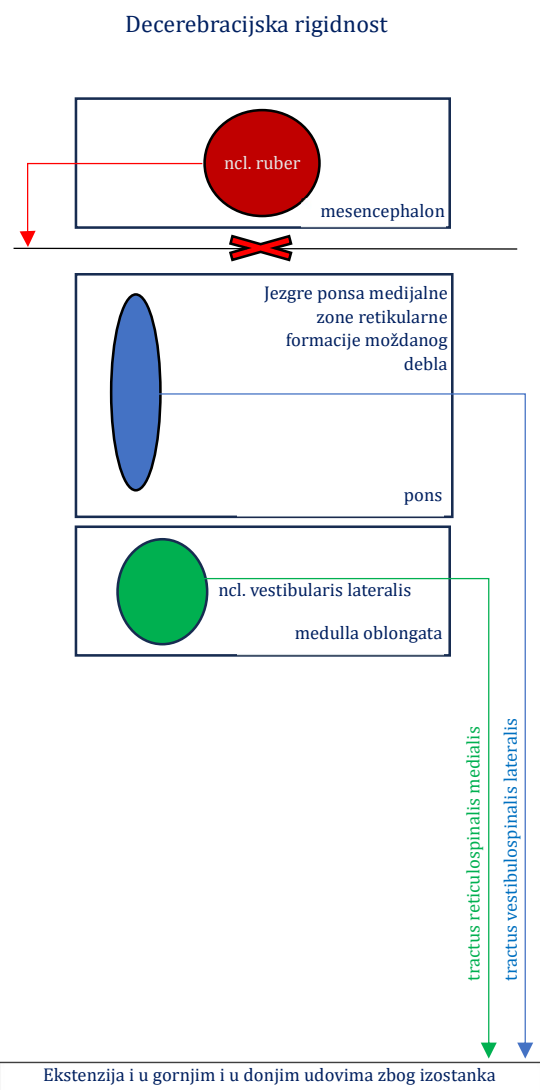 Decerebracijska rigidnost
ncl. ruber
mesencephalon
Jezgre ponsa medijalne
zone retikularne
formacije moždanog
debla
pons
ncl. vestibularis lateralis
medulla oblongata
tractus reticulospinalis medialis
tractus vestibulospinalis lateralis
Ekstenzija i u gornjim i u donjim udovima zbog izostanka